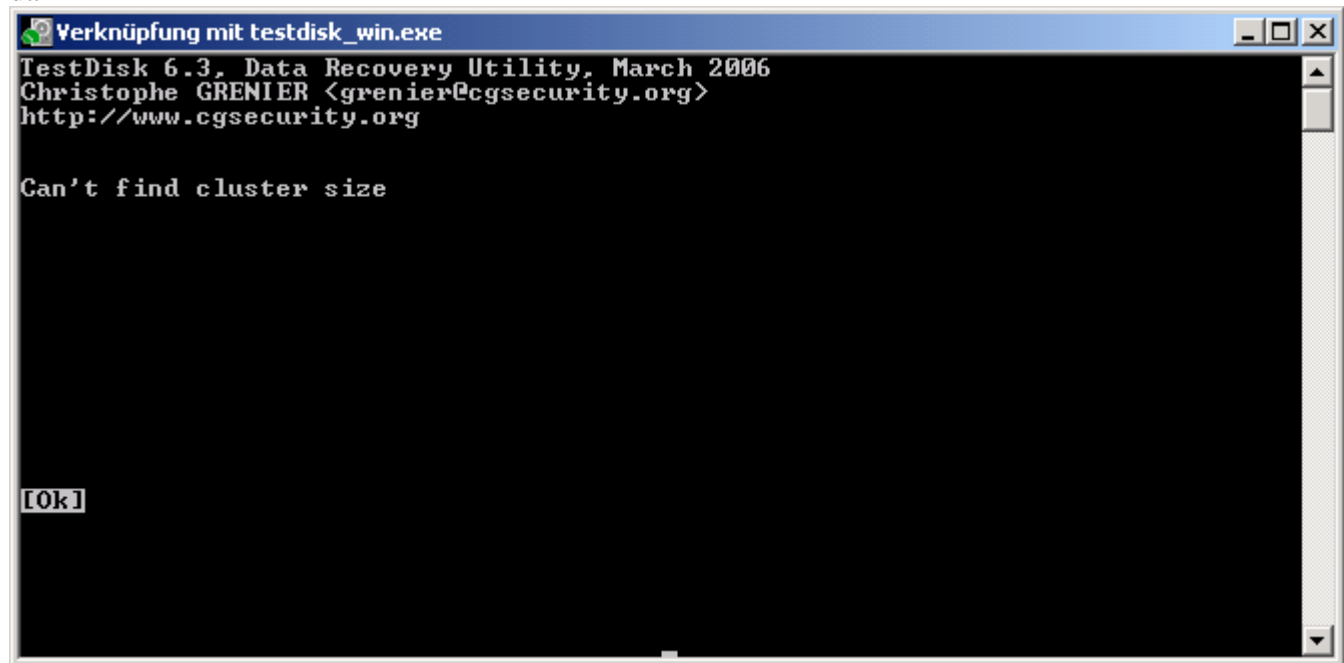 Verknüpfung mit testdisk_win.exe
TestDisk 6.3, Data Recovery Utility, March 2006
Christophe GRENIER <grenier@cgsecurity.org>
http://www.cgsecurity.org
Can't find cluster size
[Ok]